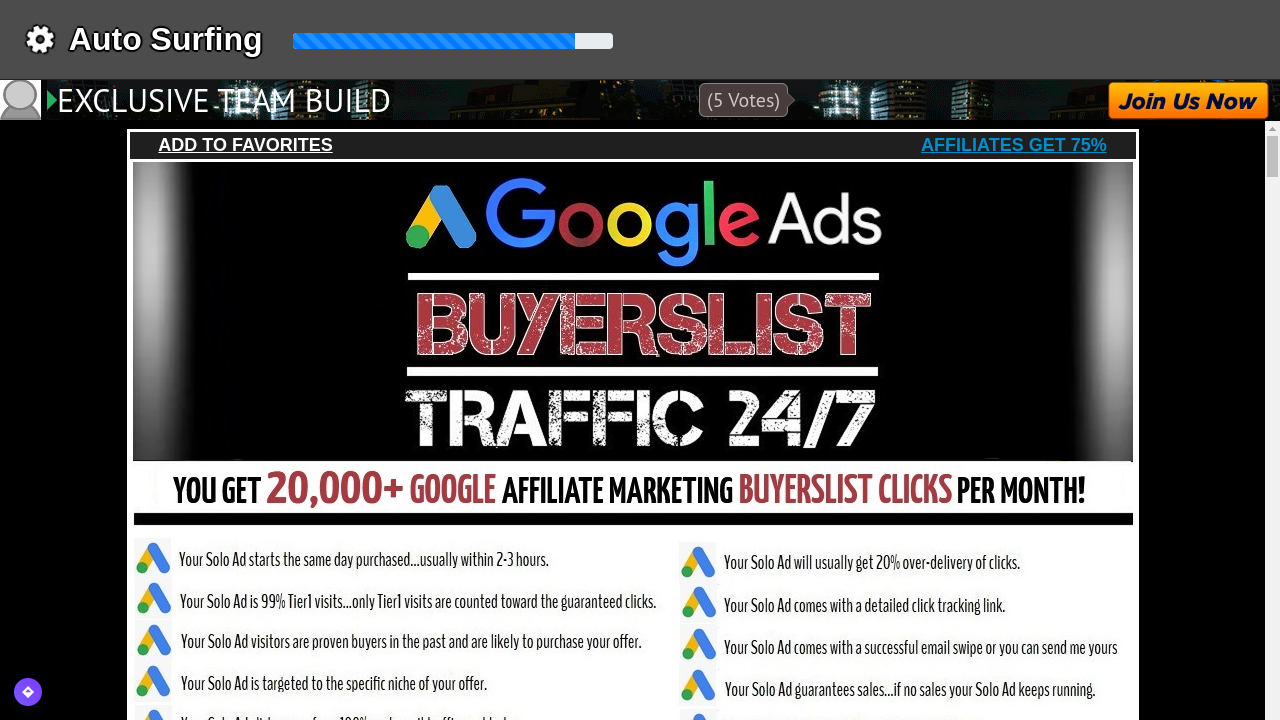 Auto Surfing
EXCLUSIVE TEAM BUILD
(5 Votes)
Join Us Now
ADD TO FAVORITES
AFFILIATES GET 75%
Google Ads
BUYERSLIST
TRAFFIC 24/7
YOU GET 20,000+ GOOGLE AFFILIATE MARKETING BUYERSLIST CLICKS PER MONTH!
Your Solo Ad starts the same day purchased...usually within 2-3 hours.
Your Solo Ad is 99% Tier1 visits...only Tier1 visits are counted toward the guaranteed clicks.
Your Solo Ad visitors are proven buyers in the past and are likely to purchase your offer.
Your Solo Ad is targeted to the specific niche of your offer.
Your Solo Ad will usually get 20% over-delivery of clicks.
Your Solo Ad comes with a detailed click tracking link.
Your Solo Ad comes with a successful email swipe or you can send me yours
Your Solo Ad guarantees sales...if no sales your Solo Ad keeps running.